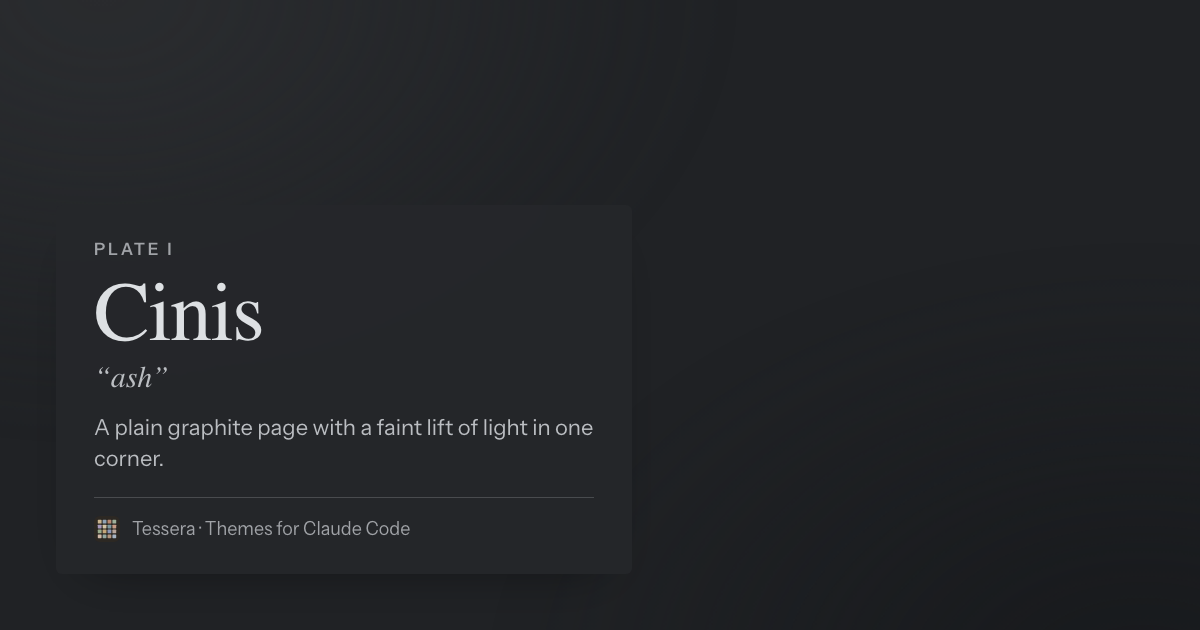 PLATE I
Cinis
“ash”
A plain graphite page with a faint lift of light in one
corner.
Tessera · Themes for Claude Code